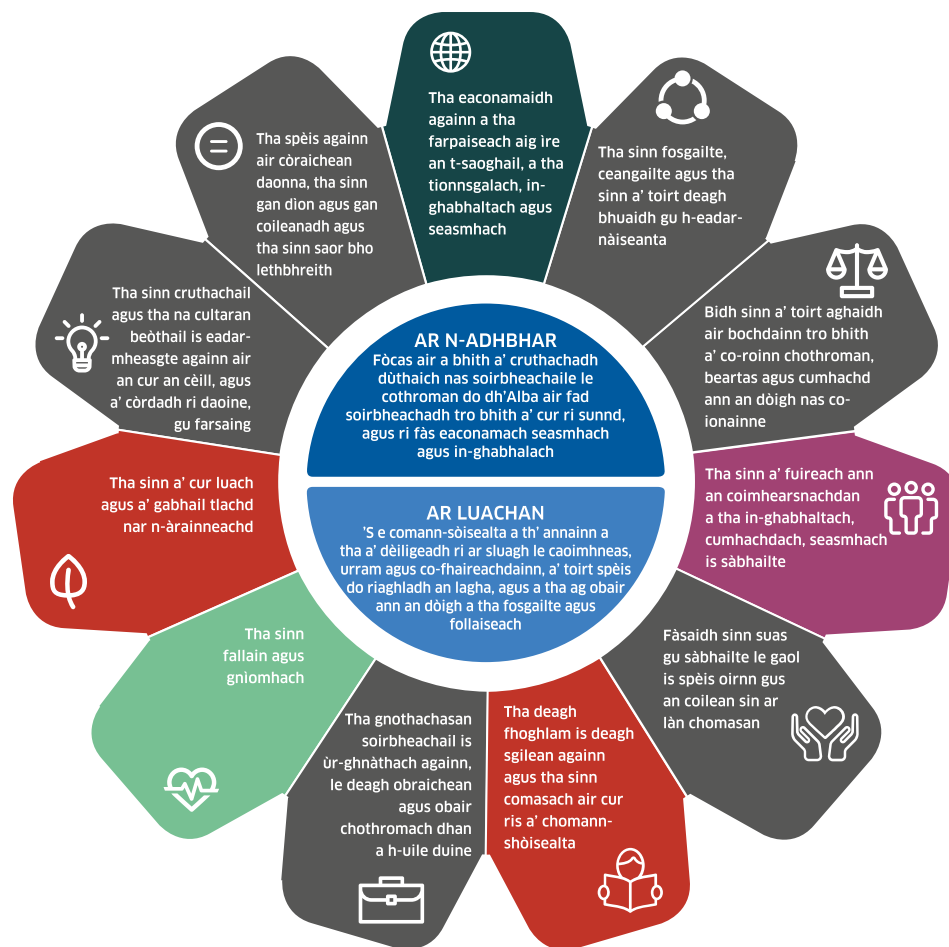 Tha eaconamaidh
againn a tha
farpaiseach aig ìre
an t-saoghail, a tha
tionnsgalach, in-
ghabhaltach agus
seasmhach
Tha sinn fosgailte,
ceangailte agus tha
sinn a' toirt deagh
bhuaidh gu h-eadar-
nàiseanta
Bidh sinn a' toirt aghaidh
air bochdainn tro bhith
a' co-roinn chothroman,
beartas agus cumhachd
ann an dòigh nas co-
ionainne
Tha sinn a' fuireach ann
an coimhearsnachdan
a tha in-ghabhaltach,
cumhachdach, seasmhach
is sàbhailte
Fàsaidh sinn suas
gu sàbhailte le gaol
is spèis oirnn gus
an coilean sin ar
làn chomasan
Tha deagh
fhoghlam is deagh
sgilean againn
agus tha sinn
comasach air cur
ris a' chomann-
shòisealta
Tha gnothachasan
soirbheachail is
ùr-ghnàthach againn,
le deagh obraichean
agus obair
chothromach dhan
a h-uile duine
Tha sinn
fallain agus
gnìomhach
Tha sinn a' cur luach
agus a' gabhail tlachd
nar n-àrainneachd
Tha sinn cruthachail
agus tha na cultaran
beòthail is eadar-
mheasgte againn air
an cur an cèill, agus
a' còrdadh ri daoine,
gu farsaing
Tha spèis againn
air còraichean
daonna, tha sinn
gan dìon agus gan
coileanadh agus
tha sinn saor bho
lethbhreith
AR N-ADHBHAR
Fòcas air a bhith a' cruthachadh
dùthaich nas soirbheachaile le
cothroman do dh'Alba air fad
soirbheachadh tro bhith a' cur ri sunnd,
agus ri fàs eaconamach seasmhach
agus in-ghabhalach
AR LUACHAN
'S e comann-sòisealta a th' annainn a
tha a' dèiligeadh ri ar sluagh le caoimhneas,
urram agus co-fhaireachdainn, a' toirt spèis
do riaghladh an lagha, agus a tha ag obair
ann an dòigh a tha fosgailte agus
follaiseach